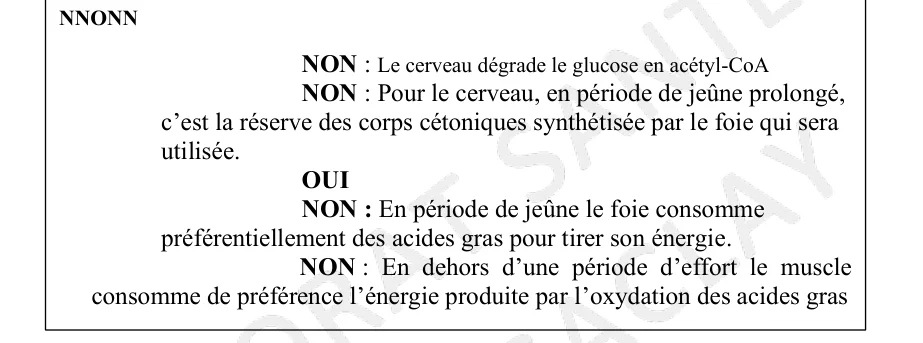 NNONN
NON : Le cerveau dégrade le glucose en acétyl-CoA
NON : Pour le cerveau, en période de jeûne prolongé,
c’est la réserve des corps cétoniques synthétisée par le foie qui sera
utilisée.
OUI
NON : En période de jeûne le foie consomme
préférentiellement des acides gras pour tirer son énergie.
NON : En dehors d’une période d’effort le muscle
consomme de préférence l’énergie produite par l’oxydation des acides gras